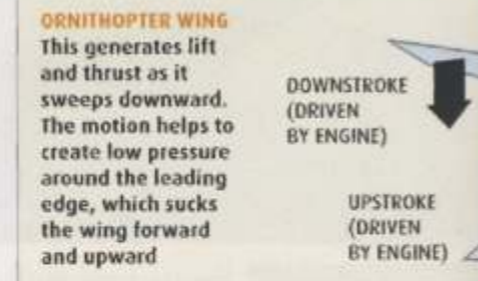 ORNITHOPTER WING
This generates lift
and thrust as it
sweeps downward.
The motion helps to
create low pressure
around the leading
edge, which sucks
the wing forward
and upward
DOWNSTROKE
(DRIVEN
BY ENGINE)
UPSTROKE
(DRIVEN
BY ENGINE)